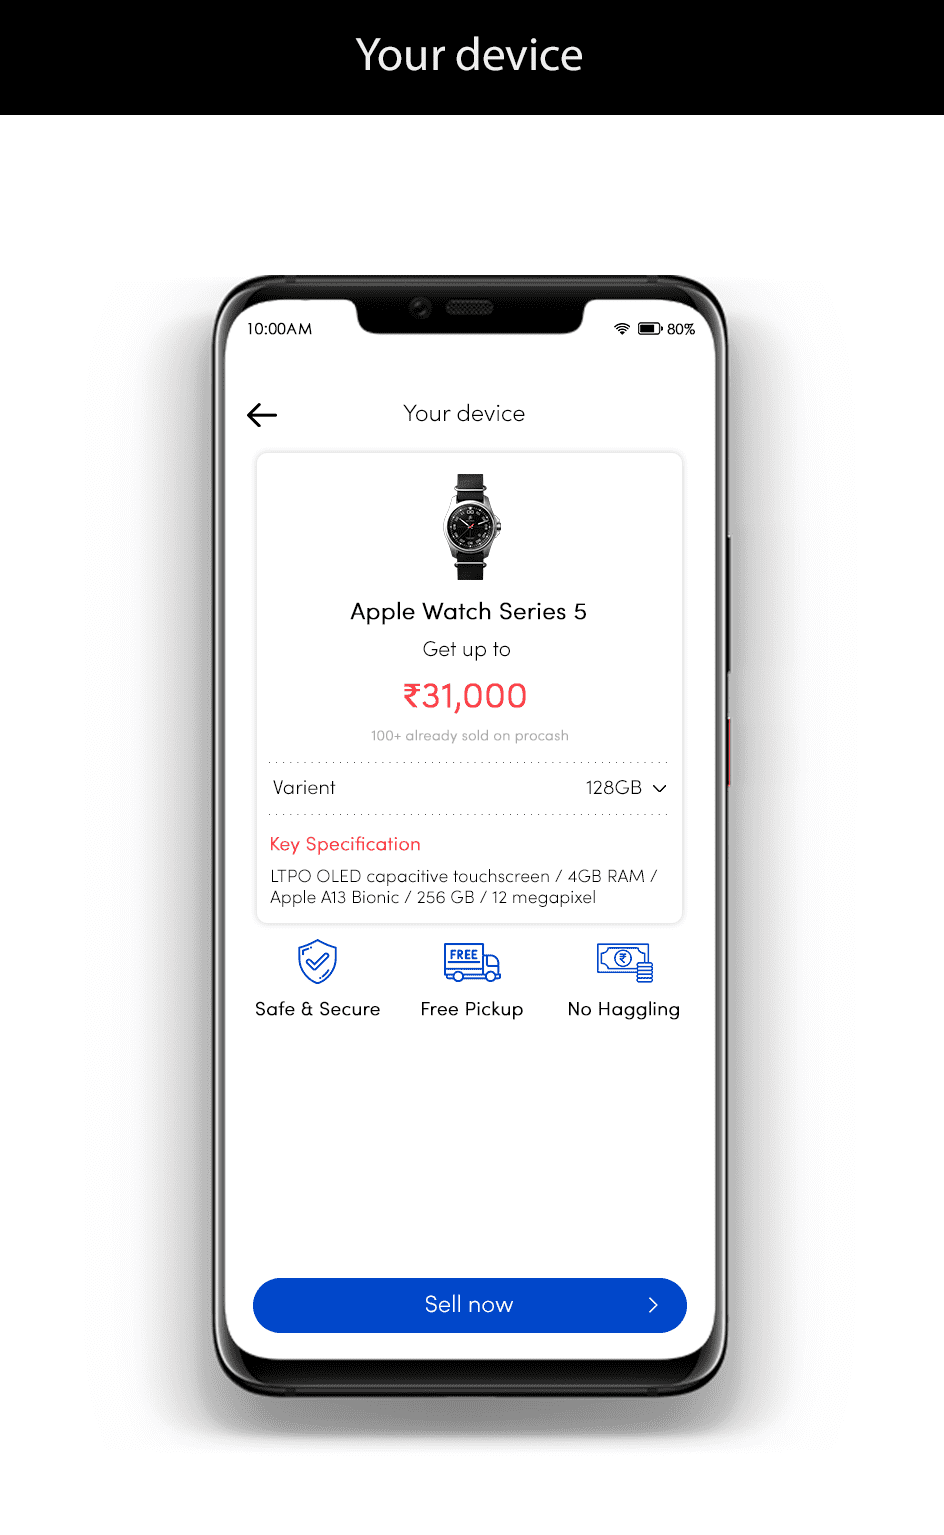 Your device
10:00AM
80%
Your device
Apple Watch Series 5
Get up to
₹31,000
100+ already sold on procash
Varient 128GB
Key Specification
LTPO OLED capacitive touchscreen / 4GB RAM /
Apple A13 Bionic / 256 GB / 12 megapixel
FREE
₹
Safe & Secure
Free Pickup
No Haggling
Sell now